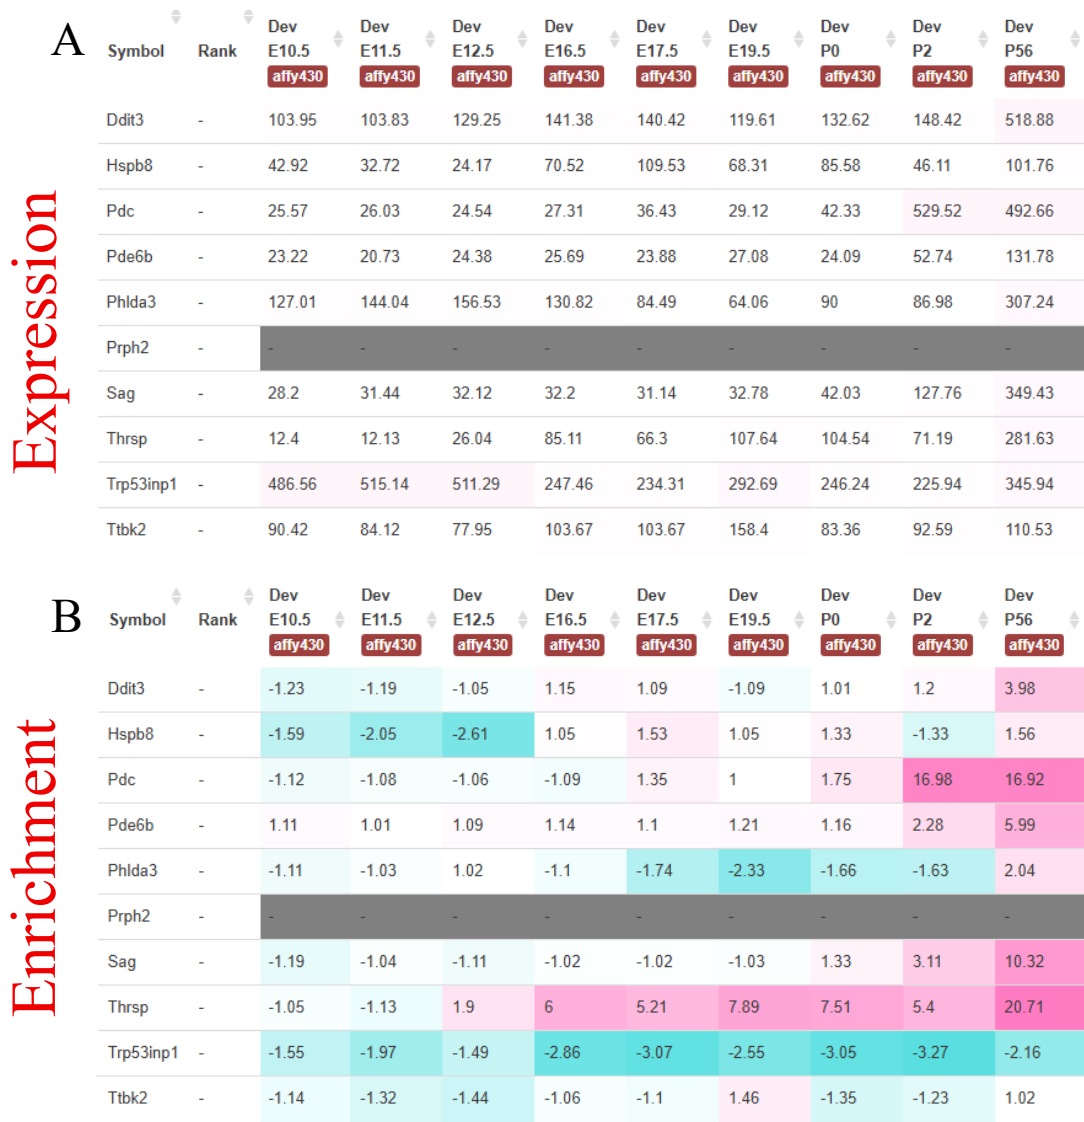 A
Symbol Rank Dev E10.5 affy430 Dev E11.5 affy430 Dev E12.5 affy430 Dev E16.5 affy430 Dev E17.5 affy430 Dev E19.5 affy430 Dev P0 affy430 Dev P2 affy430 Dev P56 affy430
Expression
Ddit3 - 103.95 103.83 129.25 141.38 140.42 119.61 132.62 148.42 518.88
Hspb8 - 42.92 32.72 24.17 70.52 109.53 68.31 85.58 46.11 101.76
Pdc - 25.57 26.03 24.54 27.31 36.43 29.12 42.33 529.52 492.66
Pde6b - 23.22 20.73 24.38 25.69 23.88 27.08 24.09 52.74 131.78
Phlda3 - 127.01 144.04 156.53 130.82 84.49 64.06 90 86.98 307.24
Prph2 - - - - - - - - - -
Sag - 28.2 31.44 32.12 32.2 31.14 32.78 42.03 127.76 349.43
Thrsp - 12.4 12.13 26.04 85.11 66.3 107.64 104.54 71.19 281.63
Trp53inp1 - 486.56 515.14 511.29 247.46 234.31 292.69 246.24 225.94 345.94
Ttbk2 - 90.42 84.12 77.95 103.67 103.67 158.4 83.36 92.59 110.53
B
Symbol Rank Dev E10.5 affy430 Dev E11.5 affy430 Dev E12.5 affy430 Dev E16.5 affy430 Dev E17.5 affy430 Dev E19.5 affy430 Dev P0 affy430 Dev P2 affy430 Dev P56 affy430
Enrichment
Ddit3 - -1.23 -1.19 -1.05 1.15 1.09 -1.09 1.01 1.2 3.98
Hspb8 - -1.59 -2.05 -2.61 1.05 1.53 1.05 1.33 -1.33 1.56
Pdc - -1.12 -1.08 -1.06 -1.09 1.35 1 1.75 16.98 16.92
Pde6b - 1.11 1.01 1.09 1.14 1.1 1.21 1.16 2.28 5.99
Phlda3 - -1.11 -1.03 1.02 -1.1 -1.74 -2.33 -1.66 -1.63 2.04
Prph2 - - - - - - - - - -
Sag - -1.19 -1.04 -1.11 -1.02 -1.02 -1.03 1.33 3.11 10.32
Thrsp - -1.05 -1.13 1.9 6 5.21 7.89 7.51 5.4 20.71
Trp53inp1 - -1.55 -1.97 -1.49 -2.86 -3.07 -2.55 -3.05 -3.27 -2.16
Ttbk2 - -1.14 -1.32 -1.44 -1.06 -1.1 1.46 -1.35 -1.23 1.02